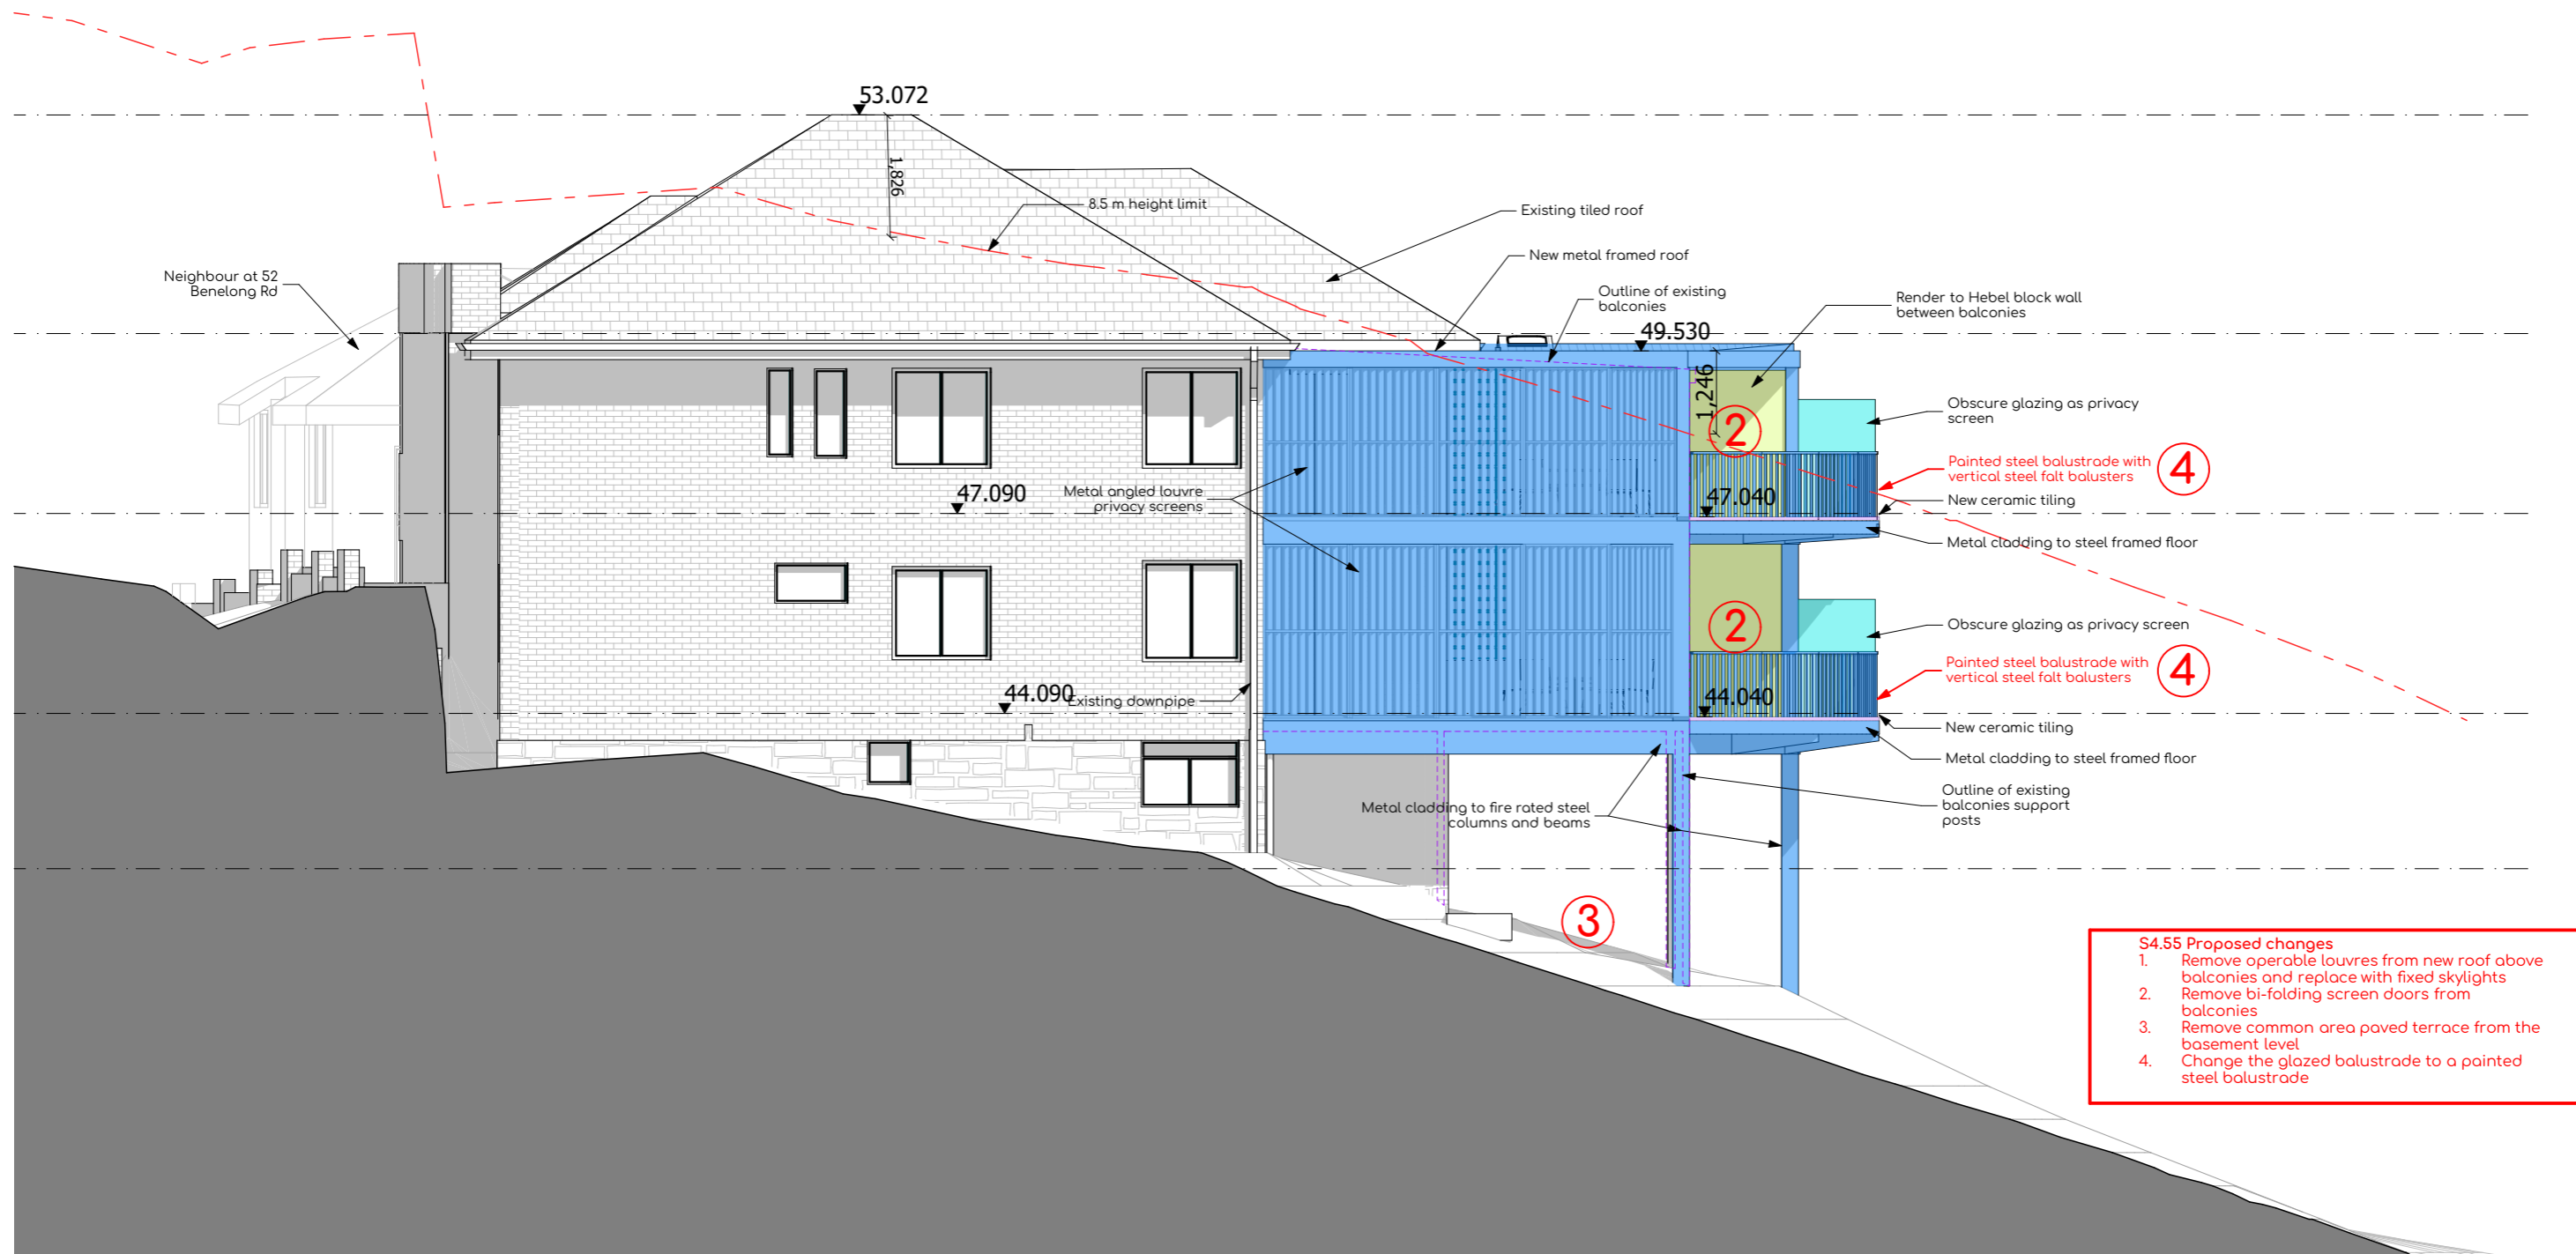 53.072
1,826
8.5 m height limit
Existing tiled roof
New metal framed roof
Neighbour at 52
Benelong Rd
Outline of existing
balconies
Render to Hebel block wall
between balconies
49.530
1,246
2
Obscure glazing as privacy
screen
Painted steel balustrade with
vertical steel falt balusters
4
47.090
Metal angled louvre
privacy screens
47.040
New ceramic tiling
Metal cladding to steel framed floor
2
Obscure glazing as privacy screen
Painted steel balustrade with
vertical steel falt balusters
4
44.090
Existing downpipe
44.040
New ceramic tiling
Metal cladding to steel framed floor
Outline of existing
balconies support
posts
Metal cladding to fire rated steel
columns and beams
3
S4.55 Proposed changes
1. Remove operable louvres from new roof above
balconies and replace with fixed skylights
2. Remove bi-folding screen doors from
balconies
3. Remove common area paved terrace from the
basement level
4. Change the glazed balustrade to a painted
steel balustrade